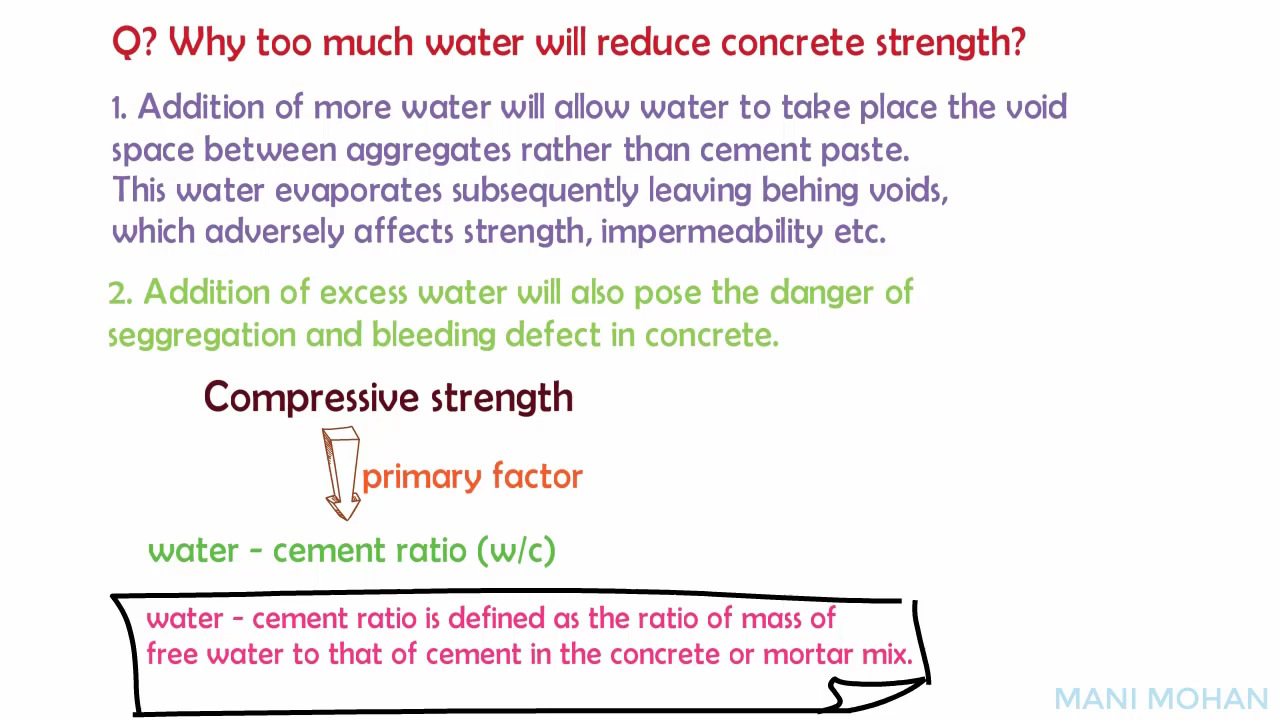 Q? Why too much water will reduce concrete strength?
1. Addition of more water will allow water to take place the void
space between aggregates rather than cement paste.
This water evaporates subsequently leaving behing voids,
which adversely affects strength, impermeability etc.
2. Addition of excess water will also pose the danger of
seggregation and bleeding defect in concrete.
Compressive strength
primary factor
water - cement ratio (w/c)
water - cement ratio is defined as the ratio of mass of
free water to that of cement in the concrete or mortar mix.
MANI MOHAN